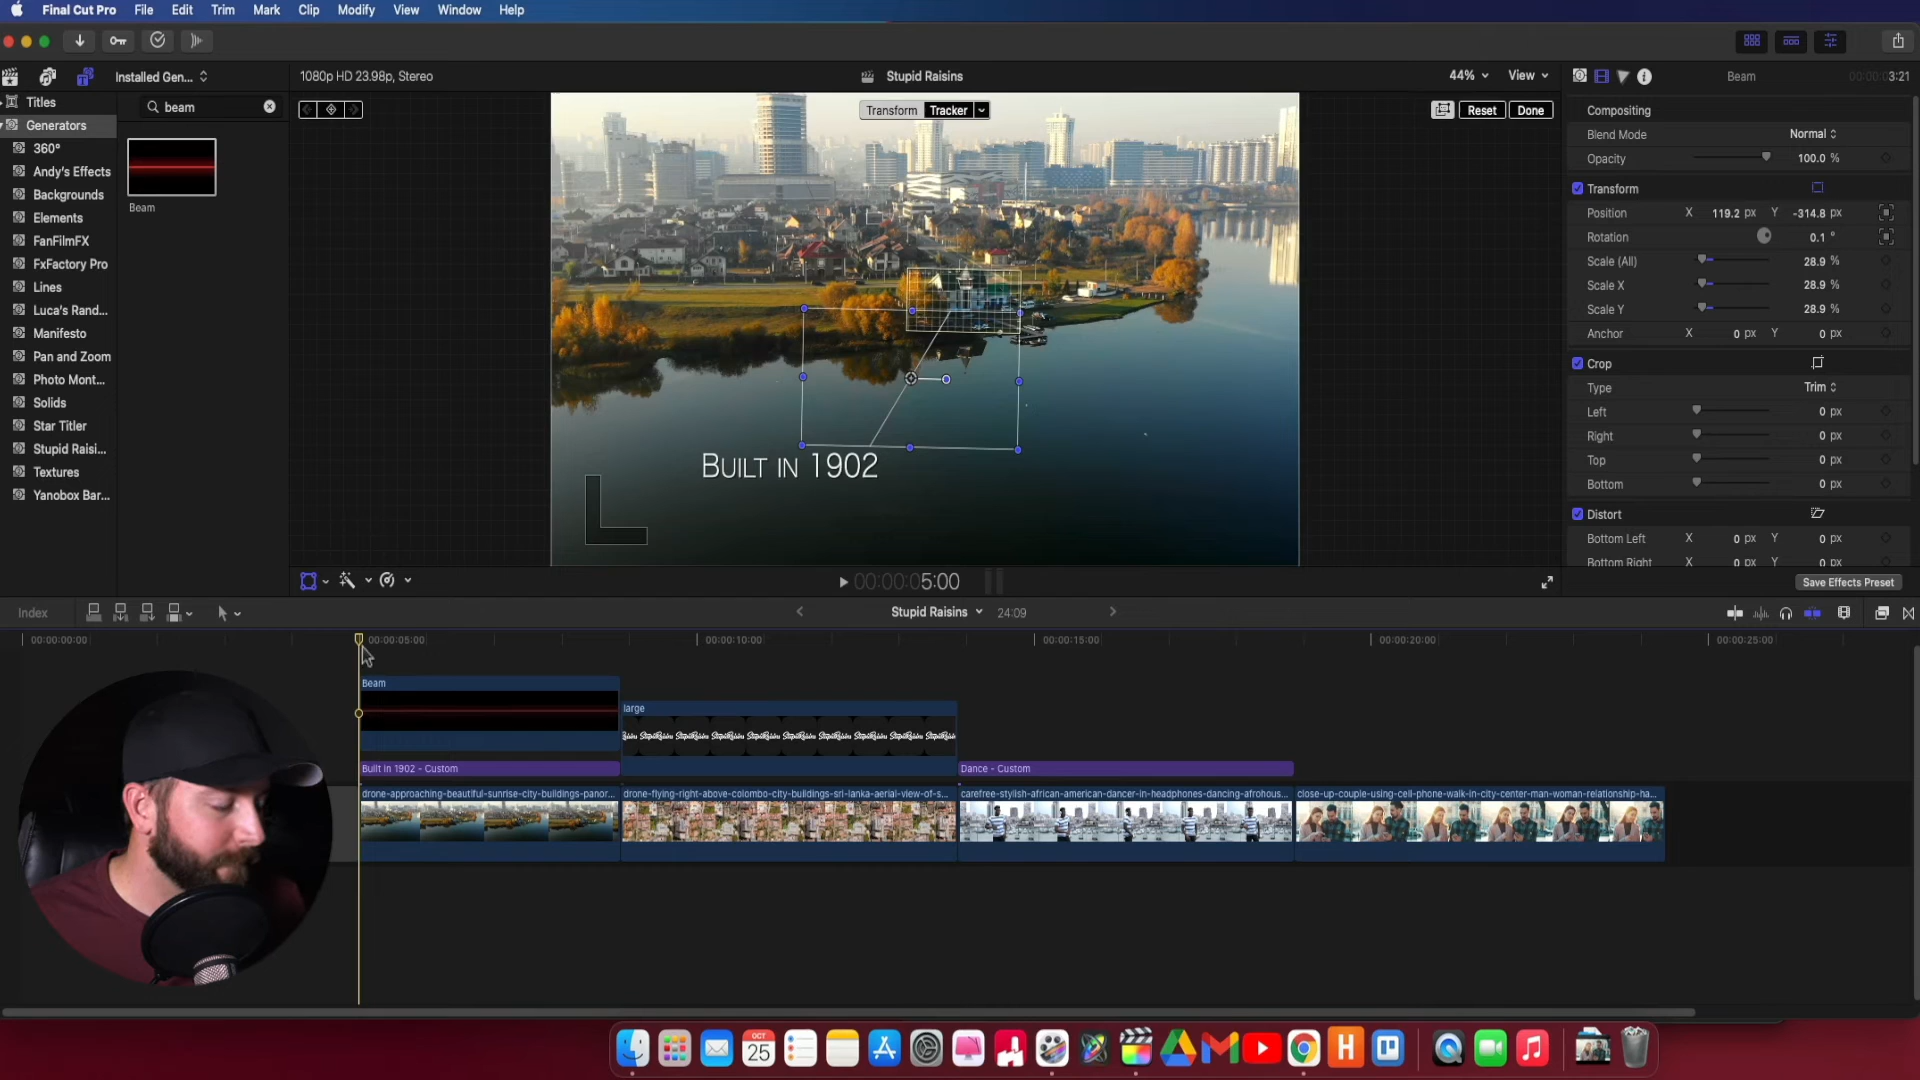 Final Cut Pro File Edit Trim Mark Clip Modify View Window Help
Installed Gen...
1080p HD 23.98p, Stereo
Stupid Raisins
44%
View
Beam
3:21
Titles
beam
Generators
360°
Andy's Effects
Backgrounds
Elements
FanFilmFX
FxFactory Pro
Lines
Luca's Rand...
Manifesto
Pan and Zoom
Photo Mont...
Solids
Star Titler
Stupid Raisi...
Textures
Yanobox Bar...
Beam
Transform Tracker
Reset Done
Built in 1902
Compositing
Blend Mode Normal
Opacity 100.0 %
Transform
Position X 119.2 px Y -314.8 px
Rotation 0.1 °
Scale (All) 28.9 %
Scale X 28.9 %
Scale Y 28.9 %
Anchor X 0 px Y 0 px
Crop
Type Trim
Left 0 px
Right 0 px
Top 0 px
Bottom 0 px
Distort
Bottom Left X 0 px Y 0 px
Bottom Right X 0 px Y 0 px
Save Effects Preset
00:00:05:00
Index
Stupid Raisins
24:09
00:00:00:00 00:00:05:00 00:00:10:00 00:00:15:00 00:00:20:00 00:00:25:00
Beam
large
Built in 1902 - Custom
Dance - Custom
drone-approaching-beautiful-sunrise-city-buildings-panor...
drone-flying-right-above-colombo-city-buildings-sri-lanka-aerial-view-of-s...
carefree-stylish-african-american-dancer-in-headphones-dancing-afrohous...
close-up-couple-using-cell-phone-walk-in-city-center-man-woman-relationship-ha...
OCT
25
H